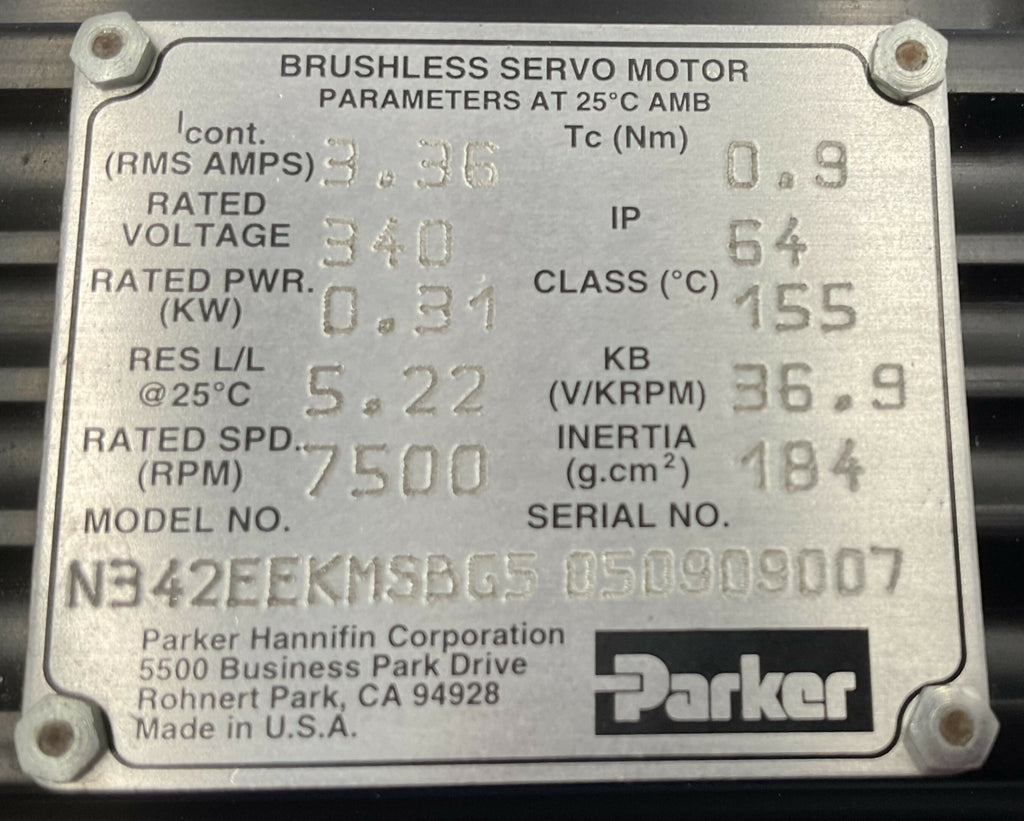 BRUSHLESS SERVO MOTOR
PARAMETERS AT 25°C AMB
Icont. (RMS AMPS) 3.36 Tc (Nm) 0.9
RATED VOLTAGE 340 IP 64
RATED PWR. (KW) 0.31 CLASS (°C) 155
RES L/L @25°C 5.22 KB (V/KRPM) 36.9
RATED SPD. (RPM) 7500 INERTIA (g.cm²) 184
MODEL NO. SERIAL NO.
N342EEKMSBG5 050909007
Parker Hannifin Corporation
5500 Business Park Drive
Rohnert Park, CA 94928
Made in U.S.A.
Parker